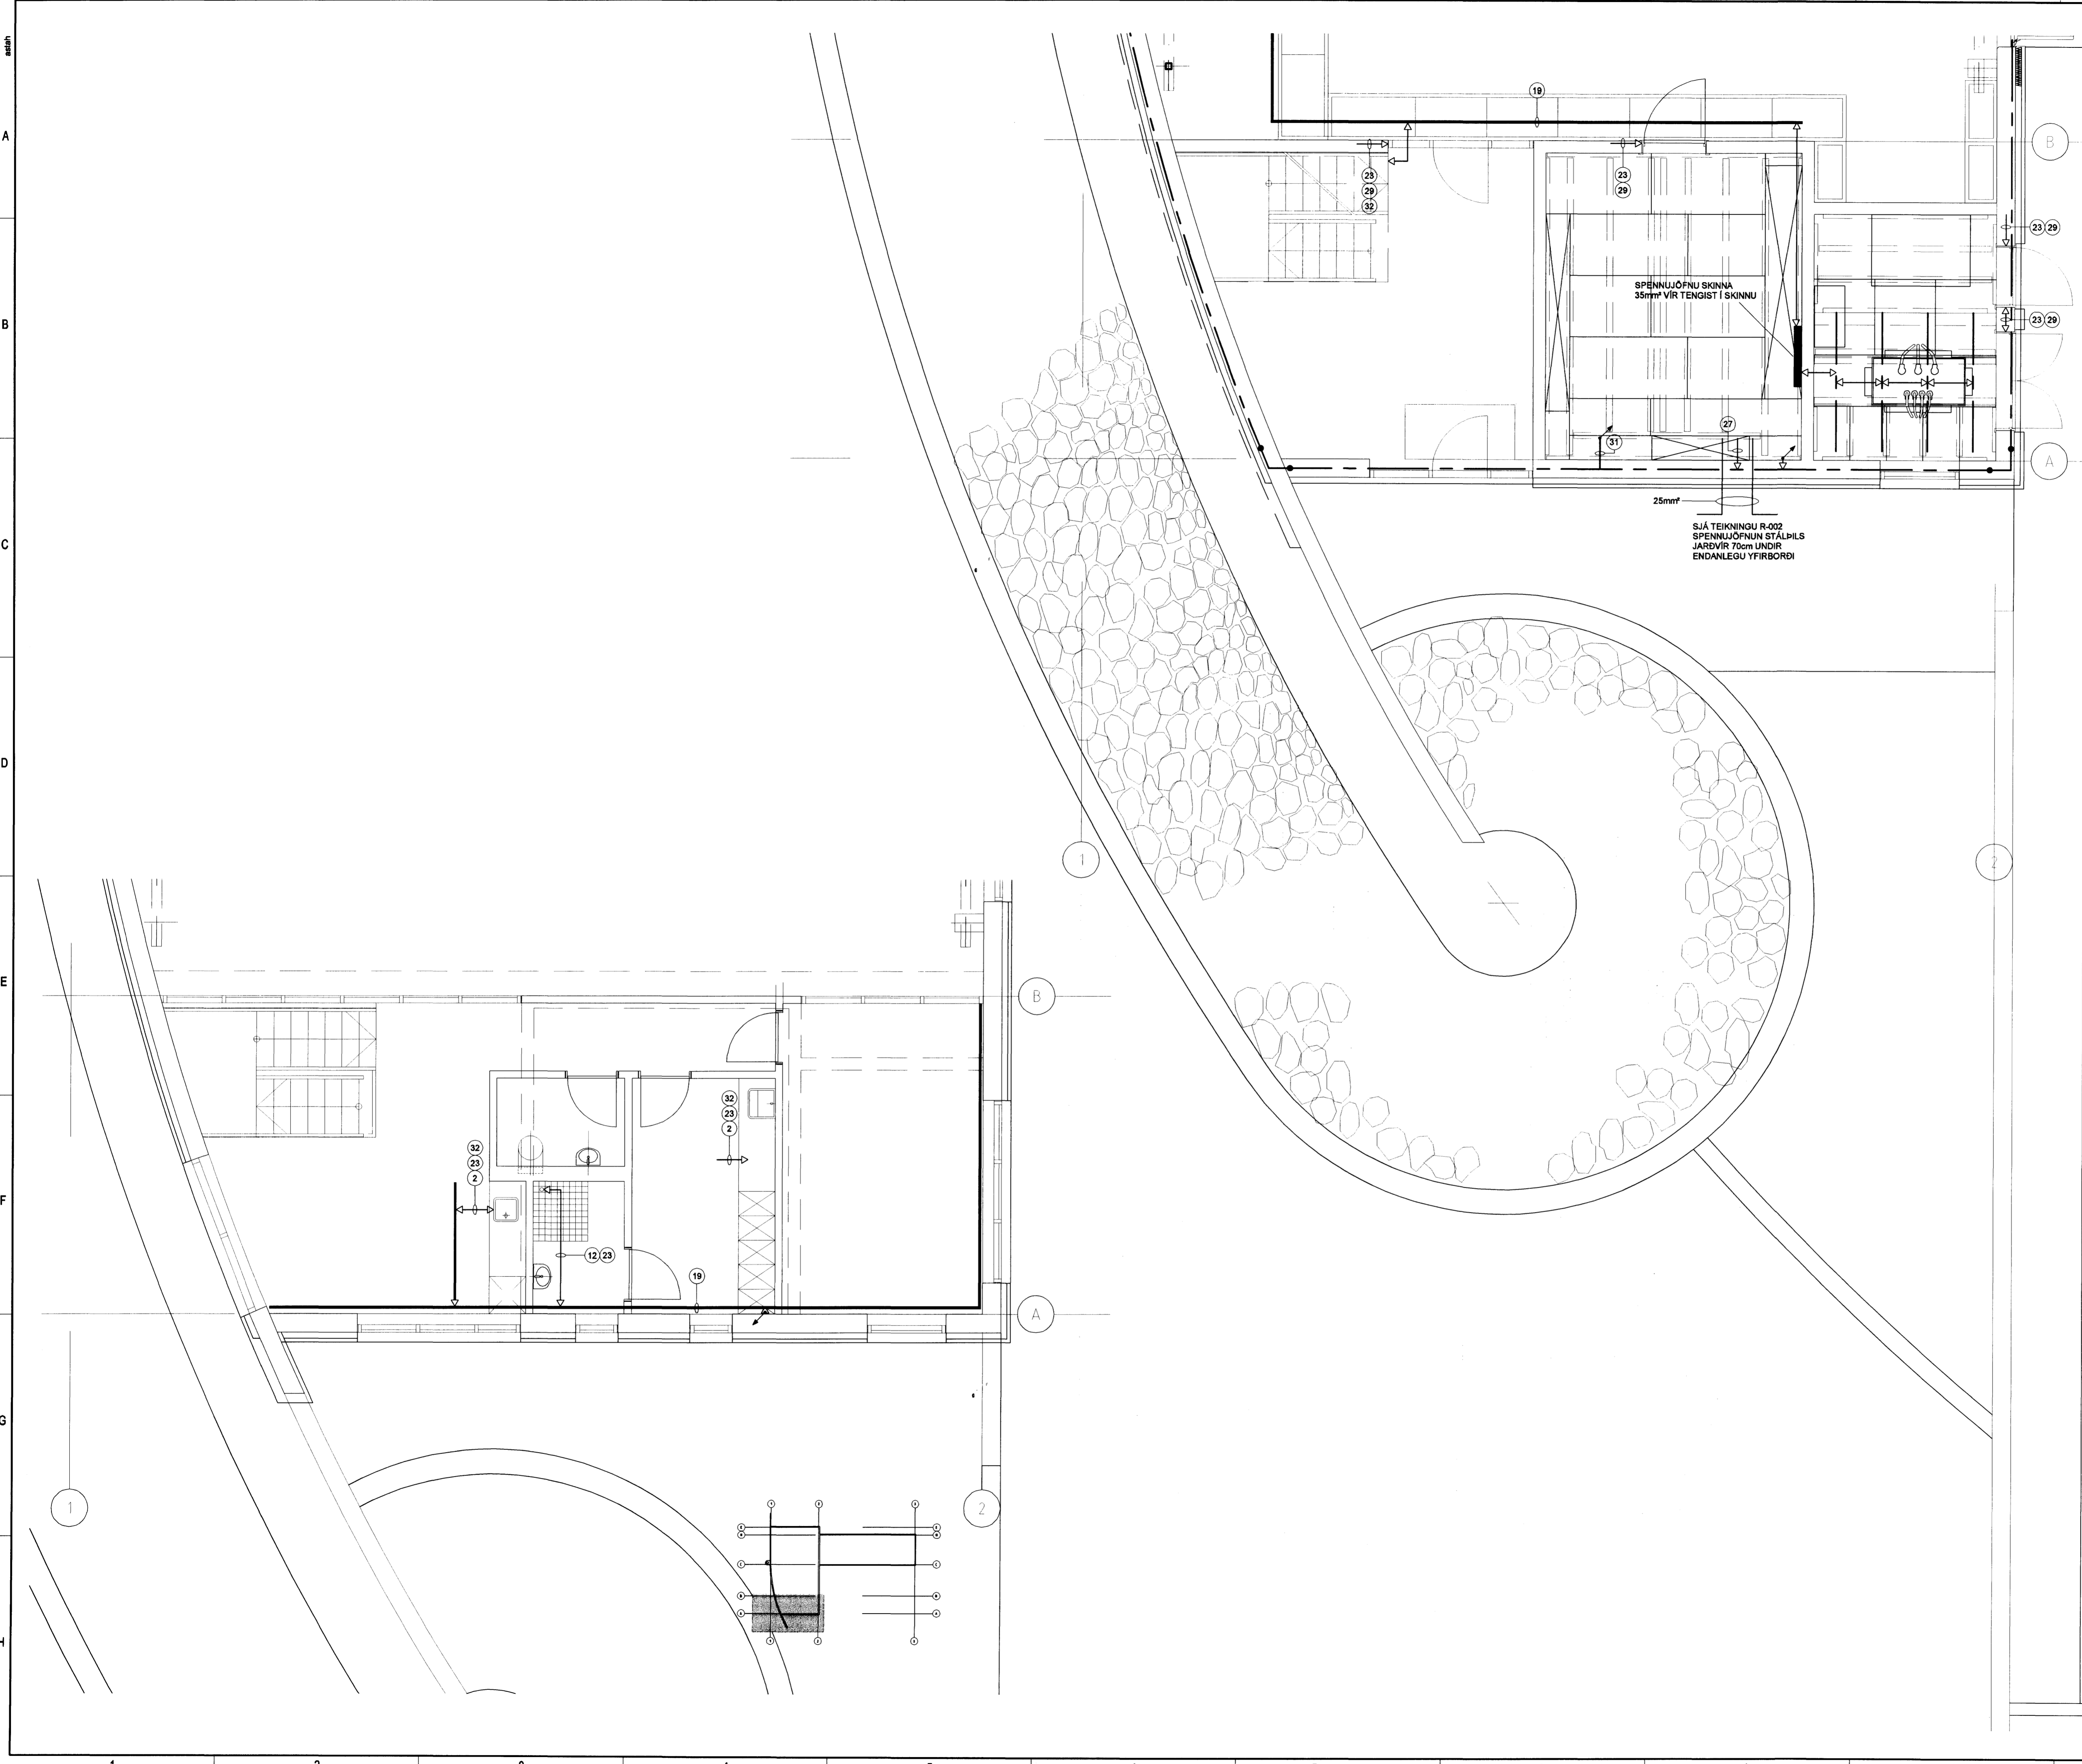 astah
A
B
C
D
E
F
G
19
23
29
32
23
29
B
23 29
SPENNUJÖFNU SKINNA
35mm² VÍR TENGIST Í SKINNU
23 29
27
31
A
25mm²
SJÁ TEIKNINGU R-002
SPENNUJÖFNUN STÁLÞILS
JARÐVÍR 70cm UNDIR
ENDANLEGU YFIRBORÐI
1
2
B
32
23
2
32
23
2
12 23
19
A
1
2